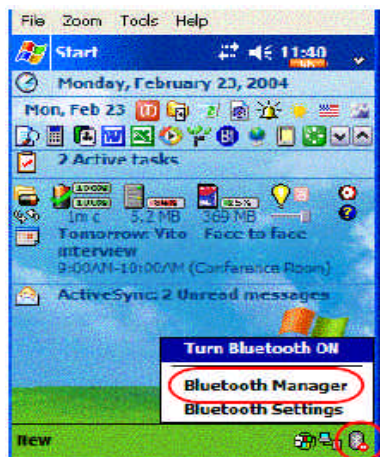 File Zoom Tools Help
Start 11:40
Monday, February 23, 2004
Mon, Feb 23
2 Active tasks
100%
100%
1m c 5.2 MB 369 MB
Tomorrow: Vito Face to face
interview
9:00AM-10:00AM (Conference Room)
ActiveSync: 2 Unread messages
Turn Bluetooth ON
Bluetooth Manager
Bluetooth Settings
New